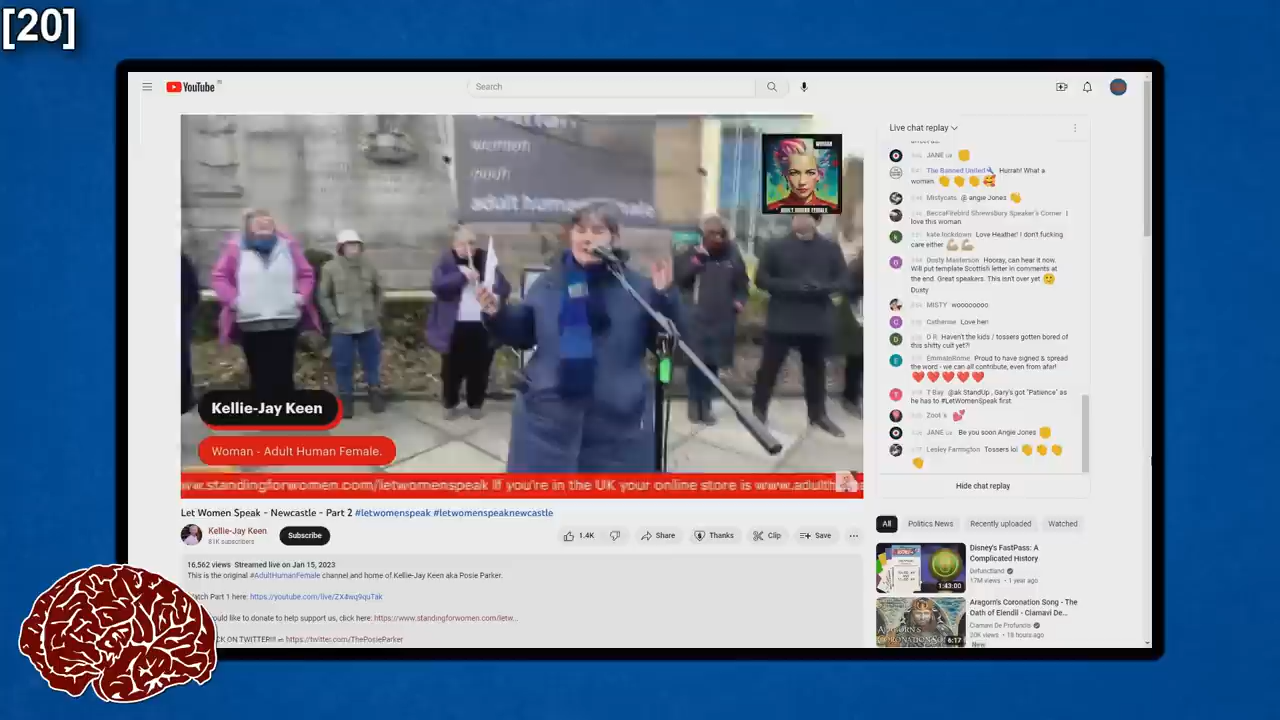 [20]
YouTube
Search
woman
noun
adult human female
WOMAN
ADULT HUMAN FEMALE
Kellie-Jay Keen
Woman - Adult Human Female.
www.standingforwomen.com/letwomenspeak If you're in the UK your online store is www.adulth
Let Women Speak - Newcastle - Part 2 #letwomenspeak #letwomenspeaknewcastle
Kellie-Jay Keen
81K subscribers
Subscribe
1.4K
Share
Thanks
Clip
Save
16,562 views Streamed live on Jan 15, 2023
This is the original #AdultHumanFemale channel and home of Kellie-Jay Keen aka Posie Parker.
atch Part 1 here: https://youtube.com/live/ZX4wq9quTak
ould like to donate to help support us, click here: https://www.standingforwomen.com/letw...
CK ON TWITTER!!! ⇒ https://twitter.com/ThePosieParker
Live chat replay
JANE us
The Banned United Hurrah! What a
woman.
Mistycats @ angie Jones
BeccaFirebird Shrewsbury Speaker's Corner I
love this woman
kate lockdown Love Heather! I don't fucking
care either
Dusty Masterson Hooray, can hear it now.
Will put template Scottish letter in comments at
the end. Great speakers. This isn't over yet
Dusty
MISTY woooooooo
Catherine Love her!
D R Haven't the kids / tossers gotten bored of
this shitty cult yet?!
EmmateRome Proud to have signed & spread
the word - we can all contribute, even from afar!
T Bay @ak StandUp , Gary's got "Patience" as
he has to #LetWomenSpeak first.
Zoot's
JANE us Be you soon Angie Jones
Lesley Farrington Tossers lol
Hide chat replay
All
Politics News
Recently uploaded
Watched
Disney's FastPass: A
Complicated History
Defunctland
17M views • 1 year ago
1:43:00
Aragorn's Coronation Song - The
Oath of Elendil - Clamavi De...
Clamavi De Profundis
20K views • 18 hours ago
New
6:17